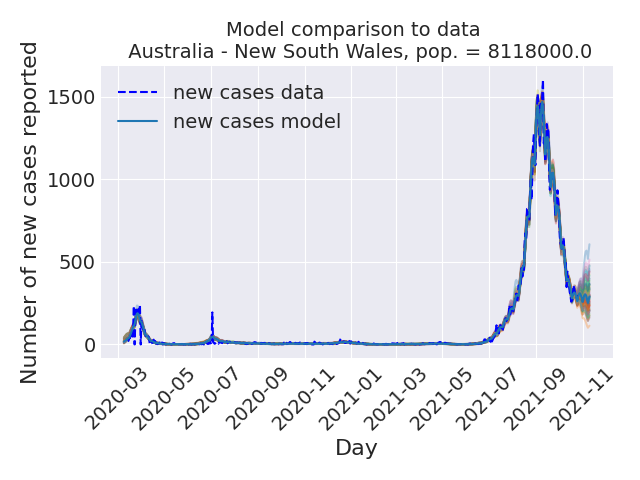 Model comparison to data
Australia - New South Wales, pop. = 8118000.0
Number of new cases reported
1500
1000
500
0
new cases data
new cases model
2020-03
2020-05
2020-07
2020-09
2020-11
2021-01
2021-03
2021-05
2021-07
2021-09
2021-11
Day